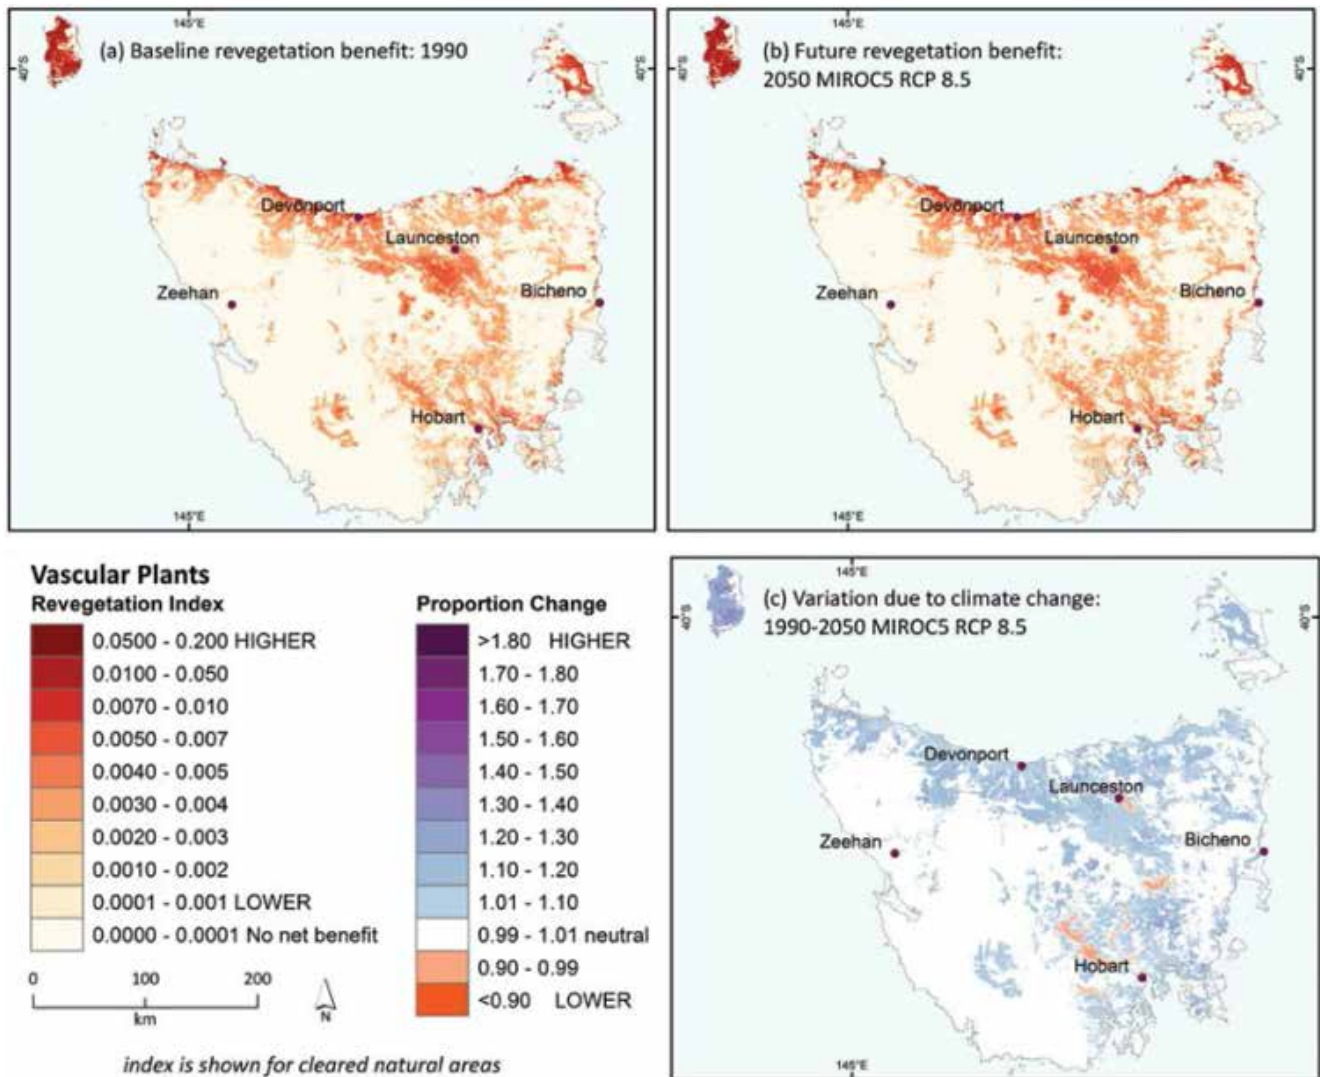 145°E
40°S
(a) Baseline revegetation benefit: 1990
40°S
Devonport
Launceston
Zeehan
Bicheno
Hobart
145°E
145°E
40°S
(b) Future revegetation benefit:
2050 MIROC5 RCP 8.5
40°S
Devonport
Launceston
Zeehan
Bicheno
Hobart
145°E
Vascular Plants
Revegetation Index
0.0500 - 0.200 HIGHER
0.0100 - 0.050
0.0070 - 0.010
0.0050 - 0.007
0.0040 - 0.005
0.0030 - 0.004
0.0020 - 0.003
0.0010 - 0.002
0.0001 - 0.001 LOWER
0.0000 - 0.0001 No net benefit
0 100 200
km
N
Proportion Change
>1.80 HIGHER
1.70 - 1.80
1.60 - 1.70
1.50 - 1.60
1.40 - 1.50
1.30 - 1.40
1.20 - 1.30
1.10 - 1.20
1.01 - 1.10
0.99 - 1.01 neutral
0.90 - 0.99
<0.90 LOWER
index is shown for cleared natural areas
145°E
40°S
(c) Variation due to climate change:
1990-2050 MIROC5 RCP 8.5
40°S
Devonport
Launceston
Zeehan
Bicheno
Hobart
145°E